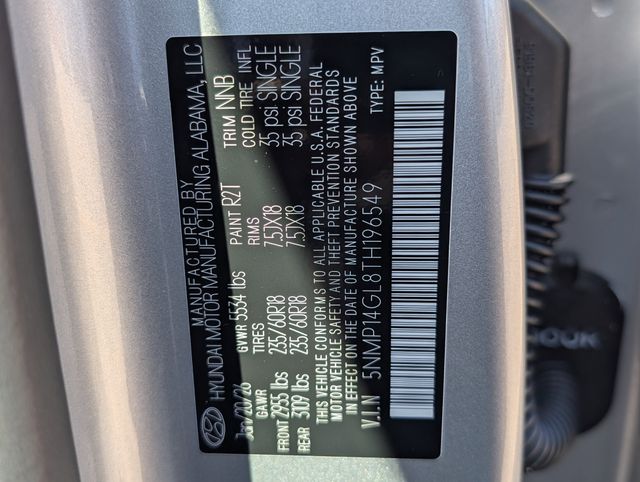 MANUFACTURED BY
HYUNDAI MOTOR MANUFACTURING ALABAMA, LLC
Jan/20/26 GVWR 5534 lbs PAINT R2T TRIM NNB
GAWR TIRES RIMS COLD TIRE INFL
FRONT 2955 lbs 235/60R18 7.5JX18 35 psi SINGLE
REAR 3109 lbs 235/60R18 7.5JX18 35 psi SINGLE
THIS VEHICLE CONFORMS TO ALL APPLICABLE U.S.A. FEDERAL
MOTOR VEHICLE SAFETY AND THEFT PREVENTION STANDARDS
IN EFFECT ON THE DATE OF MANUFACTURE SHOWN ABOVE
V.I.N 5NMP14GL8TH196549 TYPE: MPV